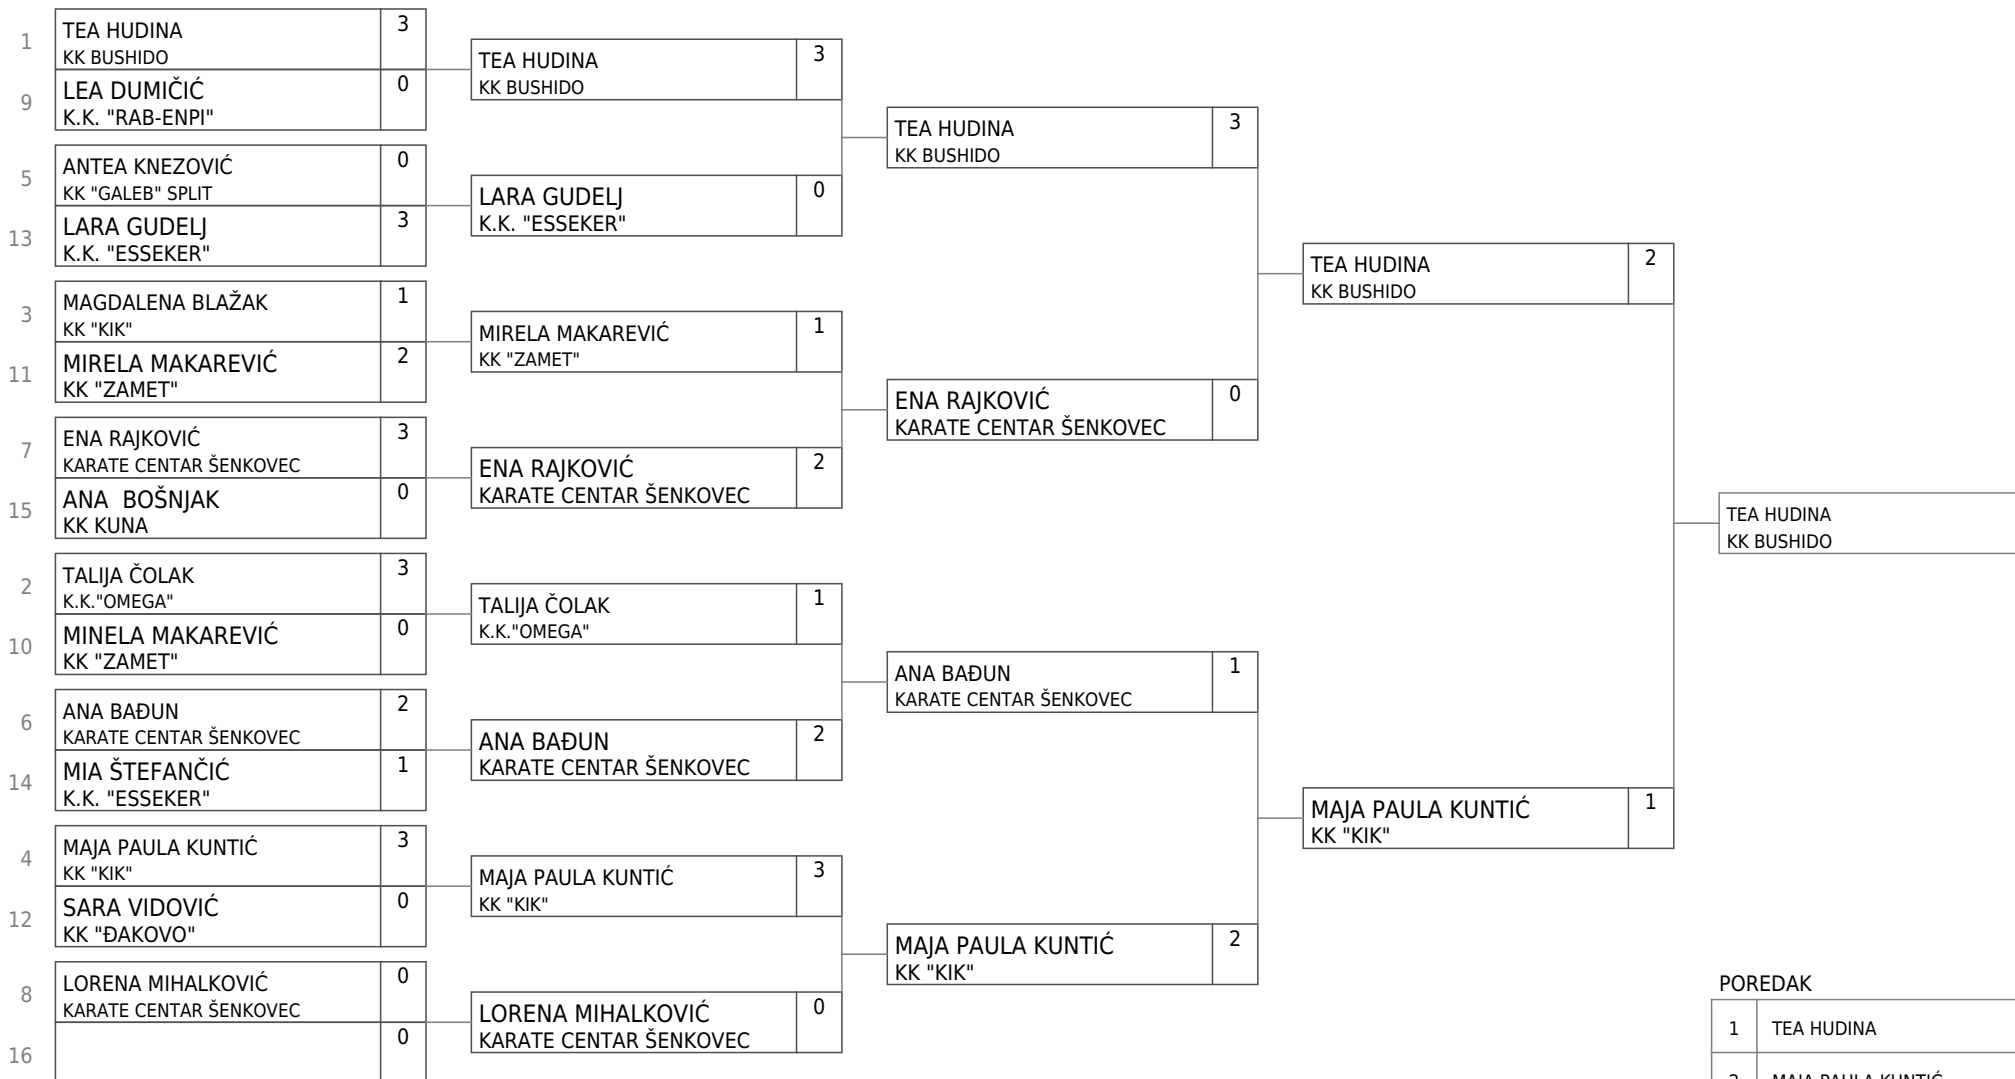 1
TEA HUDINA
3
KK BUSHIDO
9
LEA DUMIČIĆ
0
K.K. "RAB-ENPI"
5
ANTEA KNEZOVIĆ
0
KK "GALEB" SPLIT
13
LARA GUDELJ
3
K.K. "ESSEKER"
3
MAGDALENA BLAŽAK
1
KK "KIK"
11
MIRELA MAKAREVIĆ
2
KK "ZAMET"
7
ENA RAJKOVIĆ
3
KARATE CENTAR ŠENKOVEC
15
ANA  BOŠNJAK
0
KK KUNA
2
TALIJA ČOLAK
3
K.K."OMEGA"
10
MINELA MAKAREVIĆ
0
KK "ZAMET"
6
ANA BAĐUN
2
KARATE CENTAR ŠENKOVEC
14
MIA ŠTEFANČIĆ
1
K.K. "ESSEKER"
4
MAJA PAULA KUNTIĆ
3
KK "KIK"
12
SARA VIDOVIĆ
0
KK "ĐAKOVO"
8
LORENA MIHALKOVIĆ
0
KARATE CENTAR ŠENKOVEC
16
0
TEA HUDINA
3
KK BUSHIDO
LARA GUDELJ
0
K.K. "ESSEKER"
MIRELA MAKAREVIĆ
1
KK "ZAMET"
ENA RAJKOVIĆ
2
KARATE CENTAR ŠENKOVEC
TALIJA ČOLAK
1
K.K."OMEGA"
ANA BAĐUN
2
KARATE CENTAR ŠENKOVEC
MAJA PAULA KUNTIĆ
3
KK "KIK"
LORENA MIHALKOVIĆ
0
KARATE CENTAR ŠENKOVEC
TEA HUDINA
3
KK BUSHIDO
ENA RAJKOVIĆ
0
KARATE CENTAR ŠENKOVEC
ANA BAĐUN
1
KARATE CENTAR ŠENKOVEC
MAJA PAULA KUNTIĆ
2
KK "KIK"
TEA HUDINA
2
KK BUSHIDO
MAJA PAULA KUNTIĆ
1
KK "KIK"
TEA HUDINA
KK BUSHIDO
POREDAK
1 TEA HUDINA
2 MAJA PAULA KUNTIĆ